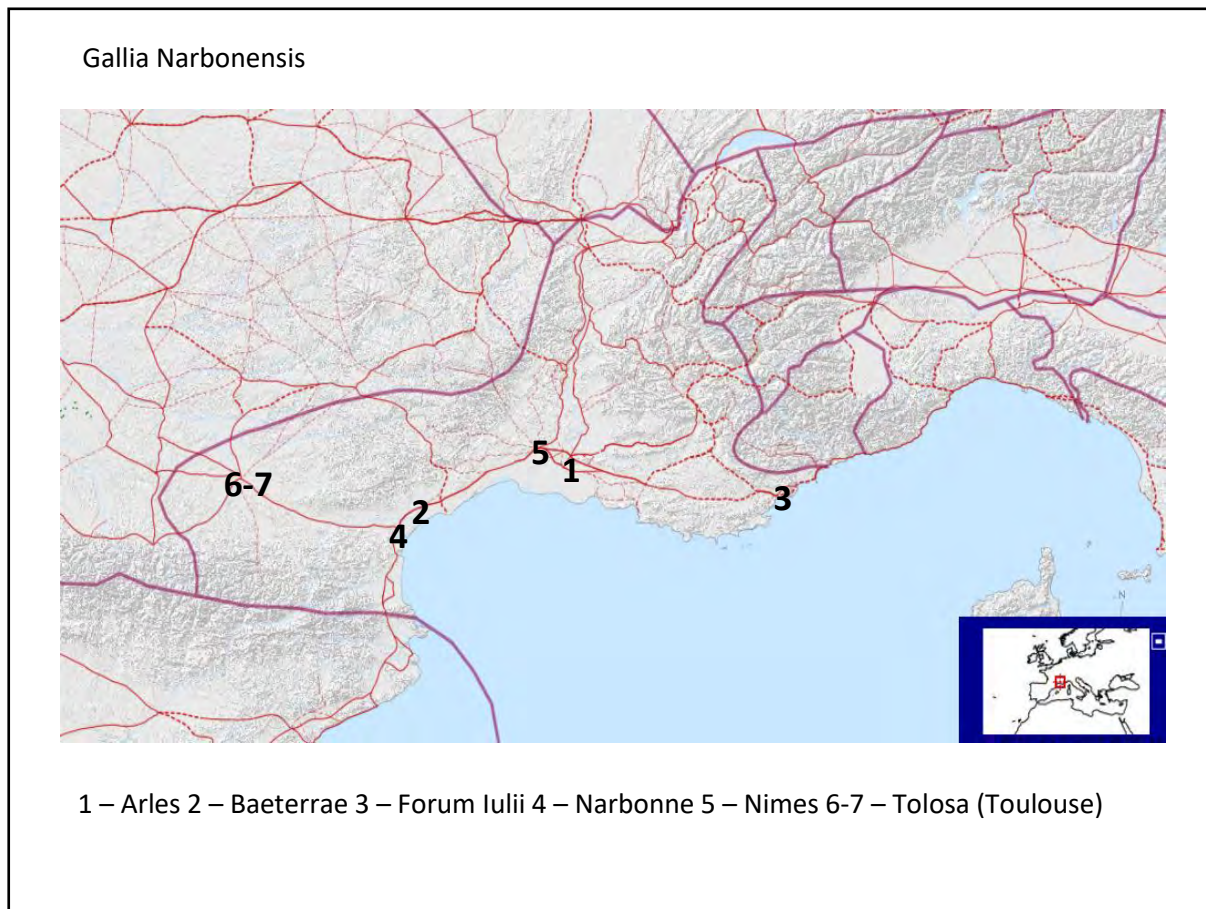 Gallia Narbonensis
5
1
6-7
3
2
4
N
1 – Arles 2 – Baeterrae 3 – Forum Iulii 4 – Narbonne 5 – Nimes 6-7 – Tolosa (Toulouse)